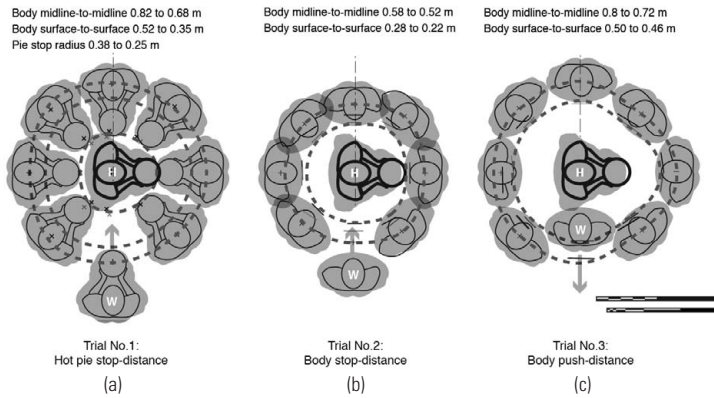 Body midline-to-midline 0.82 to 0.68 m
Body surface-to-surface 0.52 to 0.35 m
Pie stop radius 0.38 to 0.25 m
Body midline-to-midline 0.58 to 0.52 m
Body surface-to-surface 0.28 to 0.22 m
Body midline-to-midline 0.8 to 0.72 m
Body surface-to-surface 0.50 to 0.46 m
H
H
H
W
W
W
Trial No.1:
Hot pie stop-distance
(a)
Trial No.2:
Body stop-distance
(b)
Trial No.3:
Body push-distance
(c)